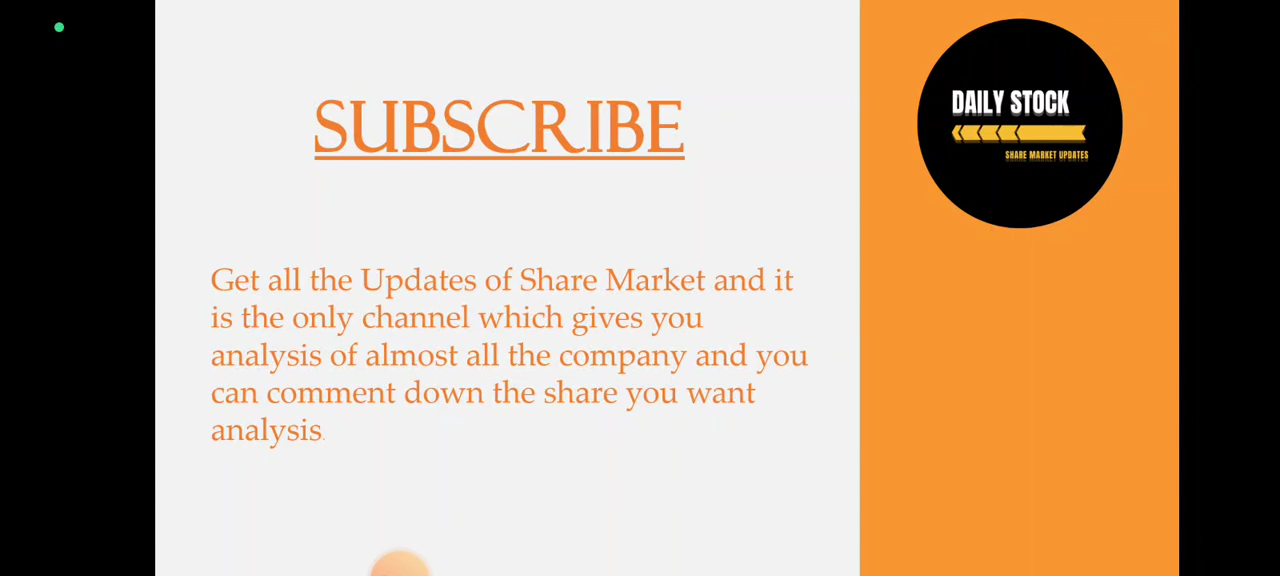 SUBSCRIBE
Get all the Updates of Share Market and it
is the only channel which gives you
analysis of almost all the company and you
can comment down the share you want
analysis.
DAILY STOCK
SHARE MARKET UPDATES